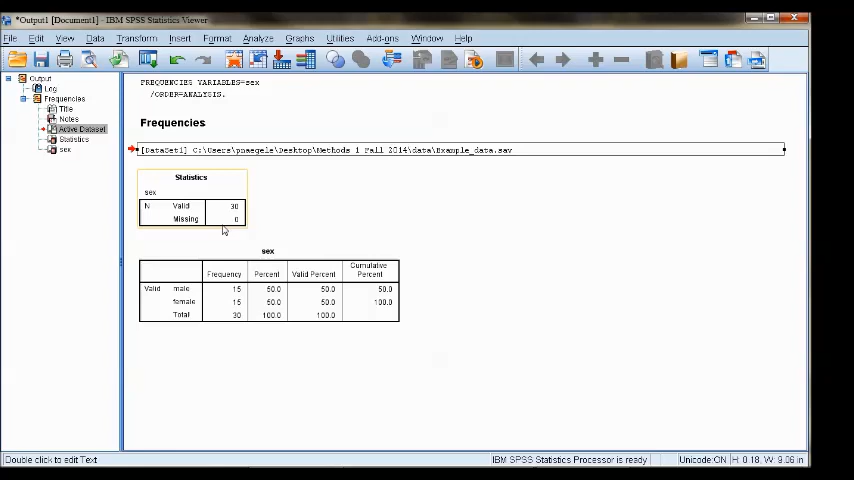 *Output1 [Document1] - IBM SPSS Statistics Viewer
File Edit View Data Transform Insert Format Analyze Graphs Utilities Add-ons Window Help
Output
Log
Frequencies
Title
Notes
Active Dataset
Statistics
sex
FREQUENCIES VARIABLES=sex
/ORDER=ANALYSIS.
Frequencies
[DataSet1] C:\Users\pnaegele\Desktop\Methods 1 Fall 2014\data\Example_data.sav
Statistics
sex
N Valid 30
Missing 0
sex
Frequency Percent Valid Percent Cumulative Percent
Valid male 15 50.0 50.0 50.0
female 15 50.0 50.0 100.0
Total 30 100.0 100.0
Double click to edit Text IBM SPSS Statistics Processor is ready Unicode:ON H: 0.18, W: 9.06 in